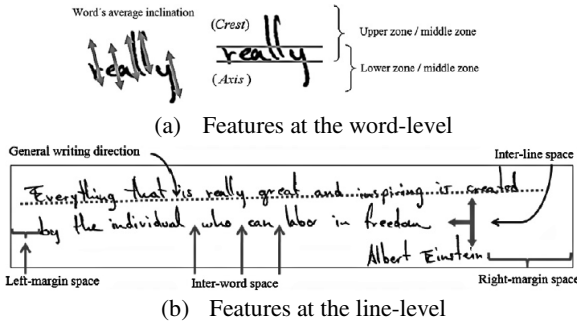 Word's average inclination
really
(Crest)
really
(Axis)
Upper zone / middle zone
Lower zone / middle zone
(a) Features at the word-level
General writing direction
Inter-line space
Everything that is really great and inspiring is created
by the individual who can labor in freedom
Albert Einstein
Left-margin space
Inter-word space
Right-margin space
(b) Features at the line-level